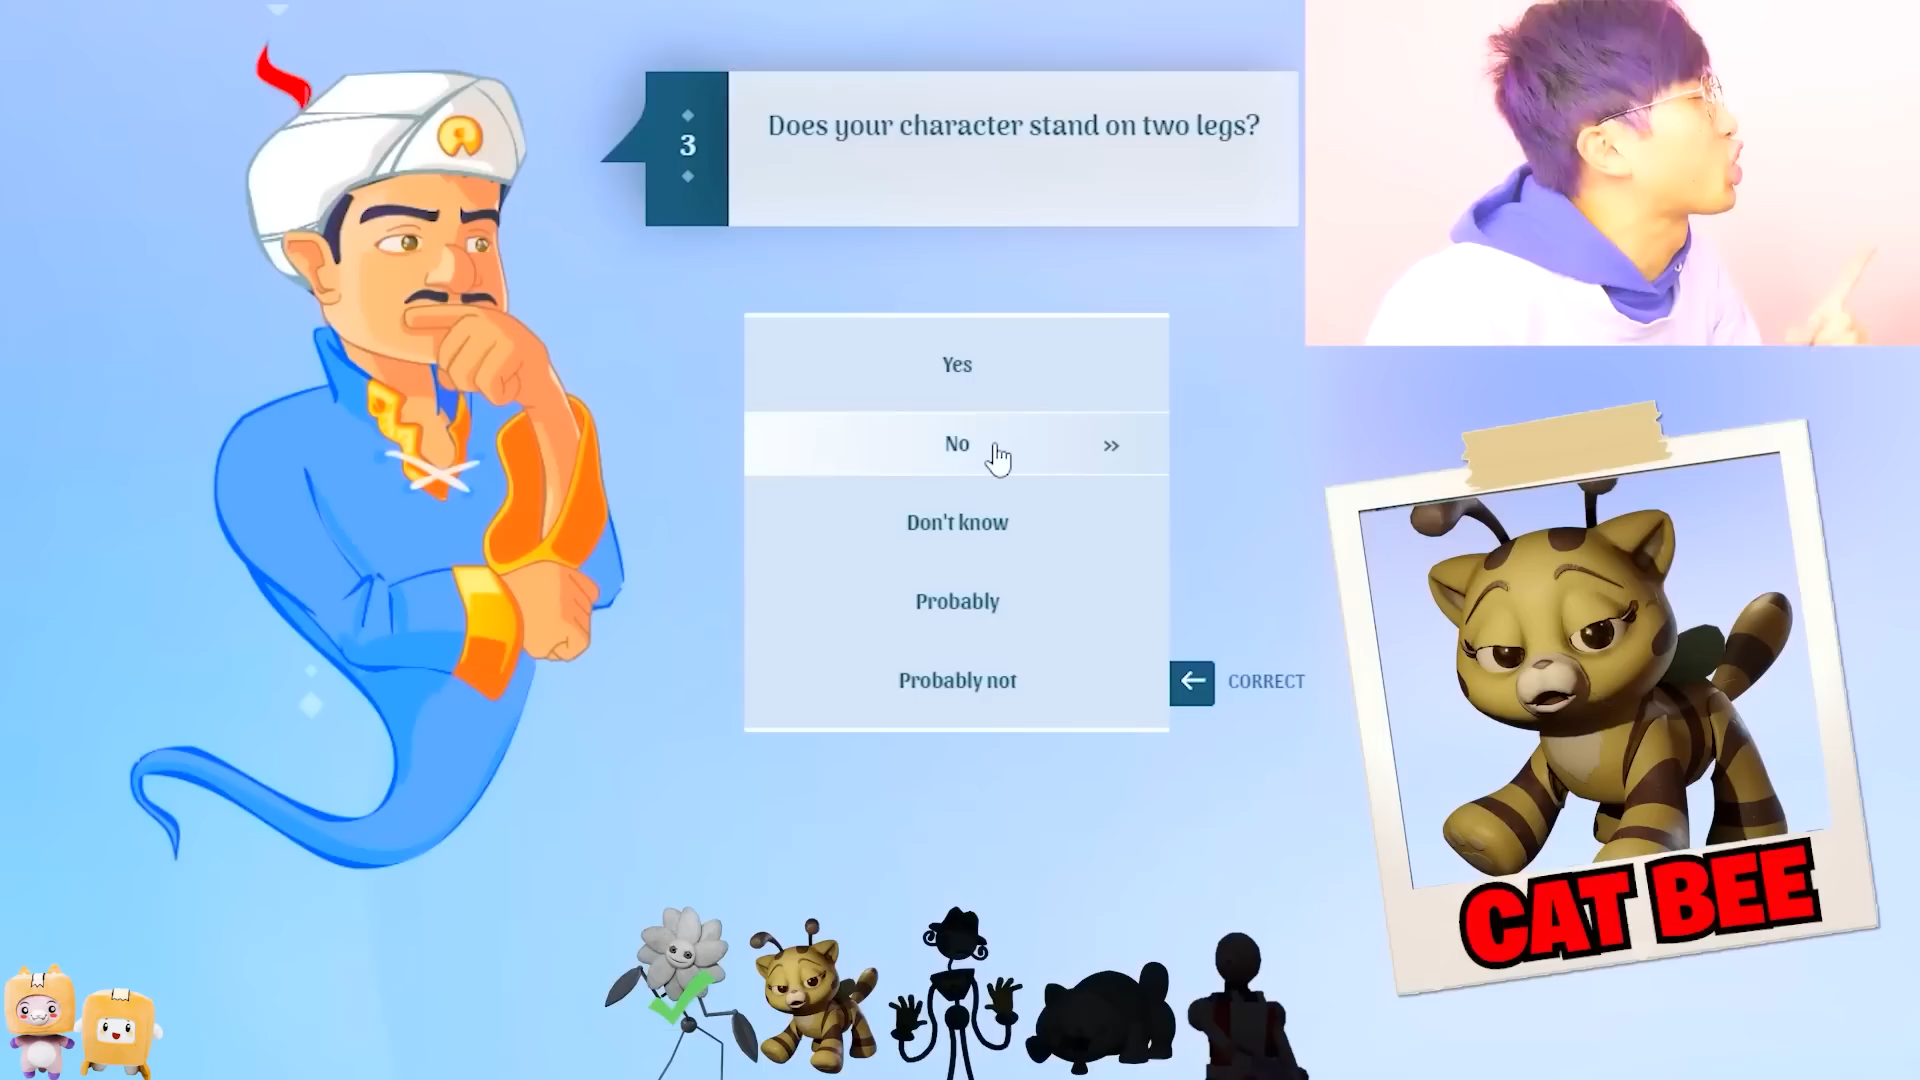 3
Does your character stand on two legs?
Yes
No
Don't know
Probably
Probably not
CORRECT
CAT BEE